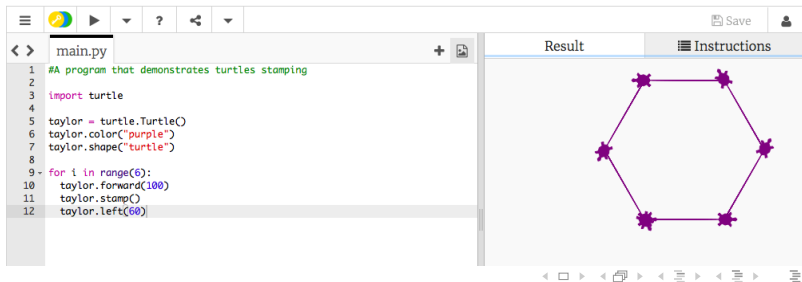 ? Save
main.py Result Instructions
1 #A program that demonstrates turtles stamping
2
3 import turtle
4
5 taylor = turtle.Turtle()
6 taylor.color("purple")
7 taylor.shape("turtle")
8
9 for i in range(6):
10 taylor.forward(100)
11 taylor.stamp()
12 taylor.left(60)